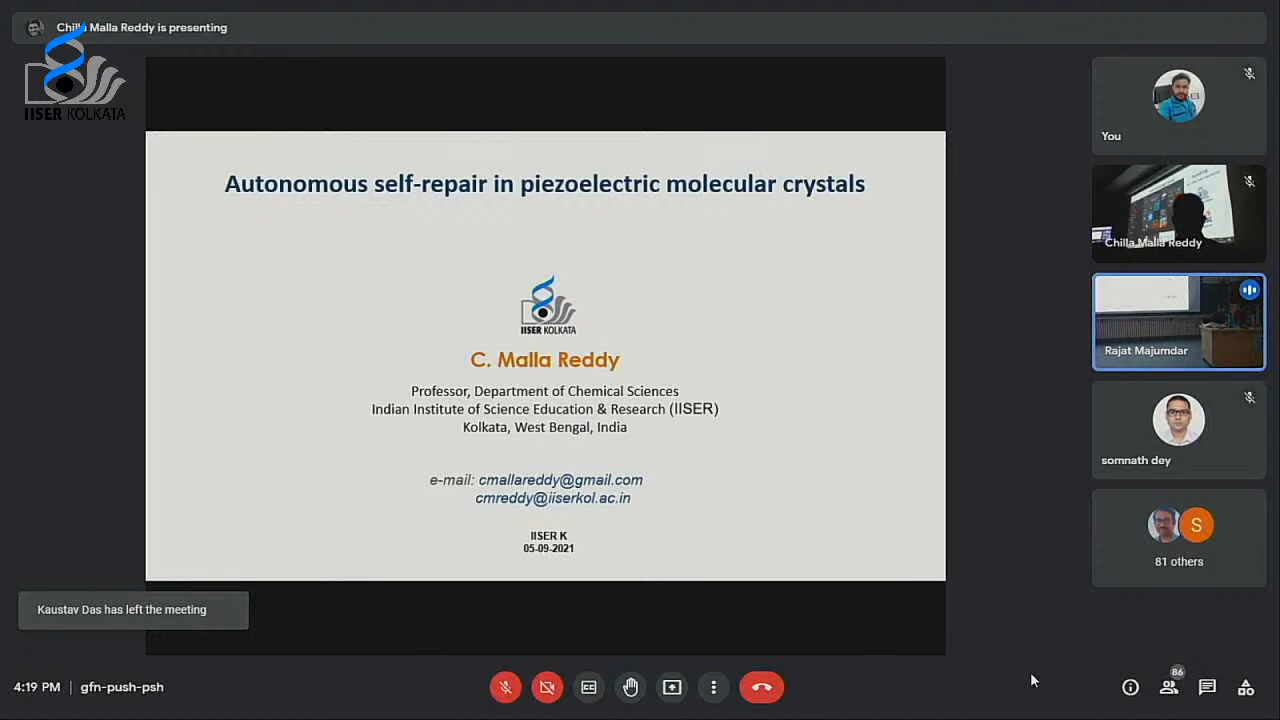 Chilla Malla Reddy is presenting
IISER KOLKATA
Autonomous self-repair in piezoelectric molecular crystals
IISER KOLKATA
C. Malla Reddy
Professor, Department of Chemical Sciences
Indian Institute of Science Education & Research (IISER)
Kolkata, West Bengal, India
e-mail: cmallareddy@gmail.com
cmreddy@iiserkol.ac.in
IISER K
05-09-2021
You
Chilla Malla Reddy
Rajat Majumdar
somnath dey
S
81 others
Kaustav Das has left the meeting
4:19 PM | gfn-push-psh
CC
86